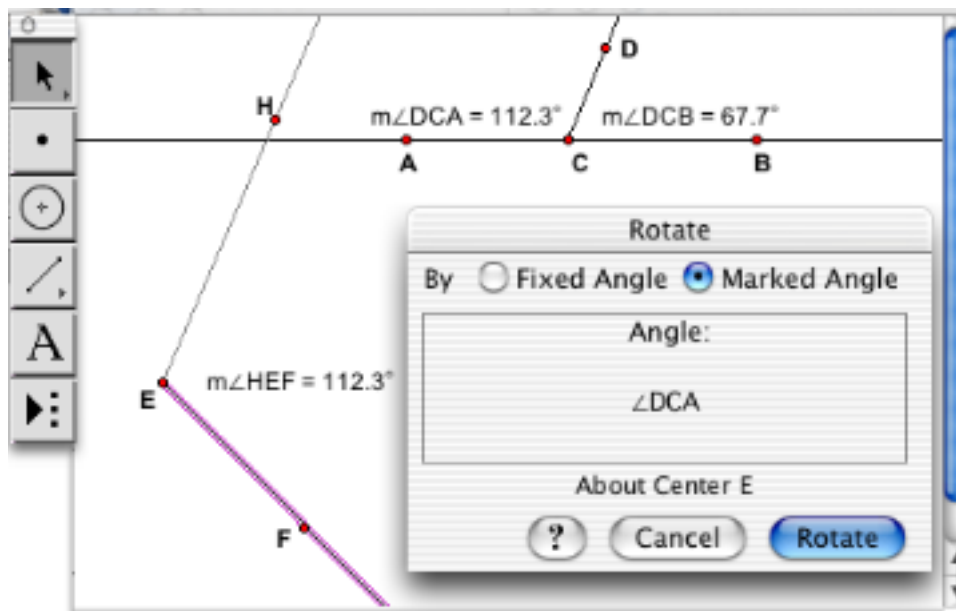 D
H
m∠DCA = 112.3° m∠DCB = 67.7°
A C B
Rotate
By Fixed Angle Marked Angle
Angle:
∠DCA
A
E m∠HEF = 112.3°
About Center E
F
? Cancel Rotate